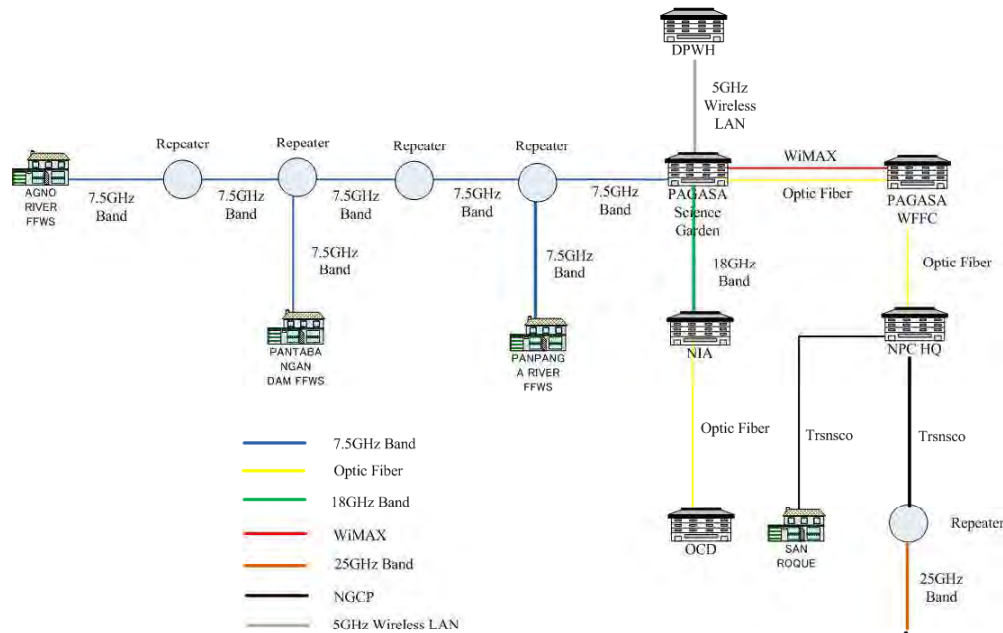 DPWH
5GHz
Wireless
LAN
Repeater
Repeater
Repeater
Repeater
WiMAX
Optic Fiber
AGNO
RIVER
FFWS
7.5GHz
Band
7.5GHz
Band
7.5GHz
Band
7.5GHz
Band
7.5GHz
Band
PAGASA
Science
Garden
PAGASA
WFFC
7.5GHz
Band
7.5GHz
Band
18GHz
Band
Optic Fiber
PANTABA
NGAN
DAM FFWS
PANPANG
A RIVER
FFWS
NIA
NPC HQ
Optic Fiber
Trsnsco
Trsnsco
OCD
SAN
ROQUE
Repeater
25GHz
Band
7.5GHz Band
Optic Fiber
18GHz Band
WiMAX
25GHz Band
NGCP
5GHz Wireless LAN